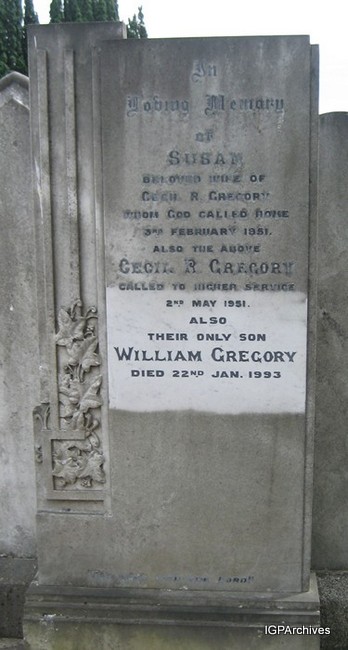 In
Loving Memory
of
SUSAN
BELOVED WIFE OF
CECIL R. GREGORY
WHOM GOD CALLED HOME
3RD FEBRUARY 1951.
ALSO THE ABOVE
CECIL R GREGORY
CALLED TO HIGHER SERVICE
2ND MAY 1951.
ALSO
THEIR ONLY SON
WILLIAM GREGORY
DIED 22ND JAN. 1993
LORD"
IGPArchives